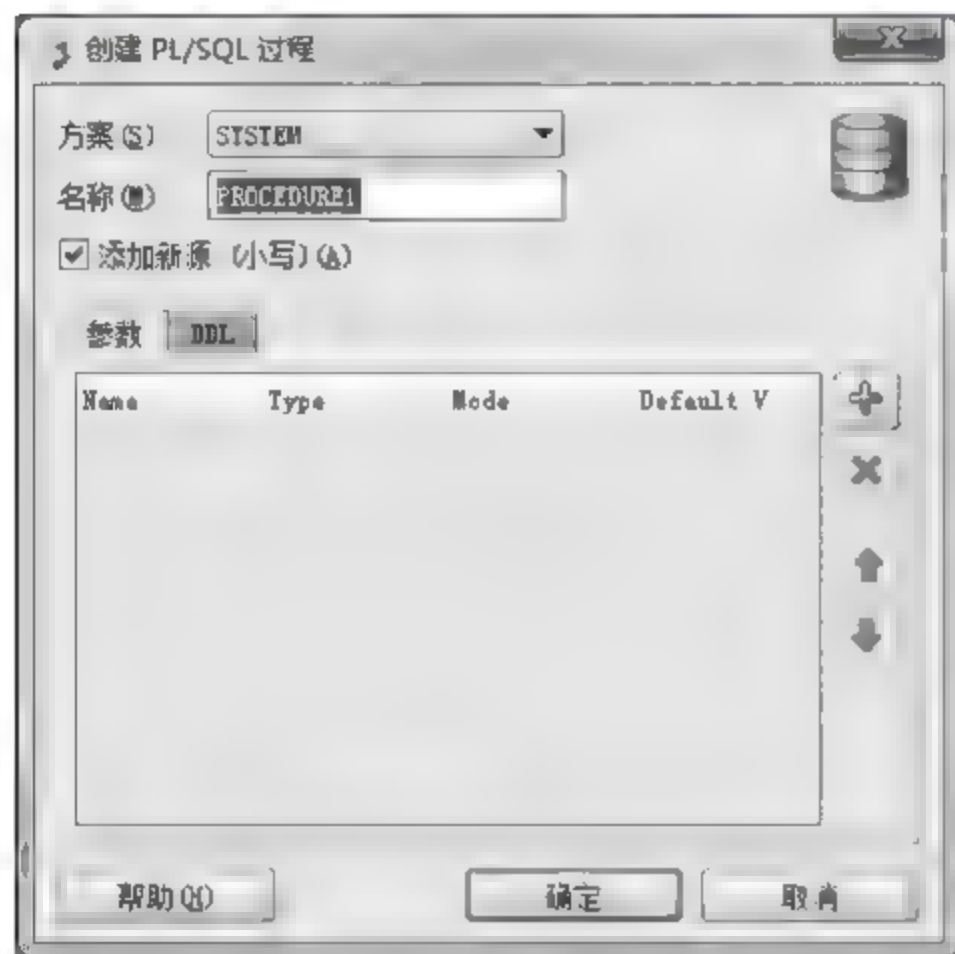 创建 PL/SQL 过程
方案(S) SYSTEM
名称(N) PROCEDURE1
添加新源 (小写)(A)
参数 DDL
Name Type Mode Default V
帮助(H) 确定 取消